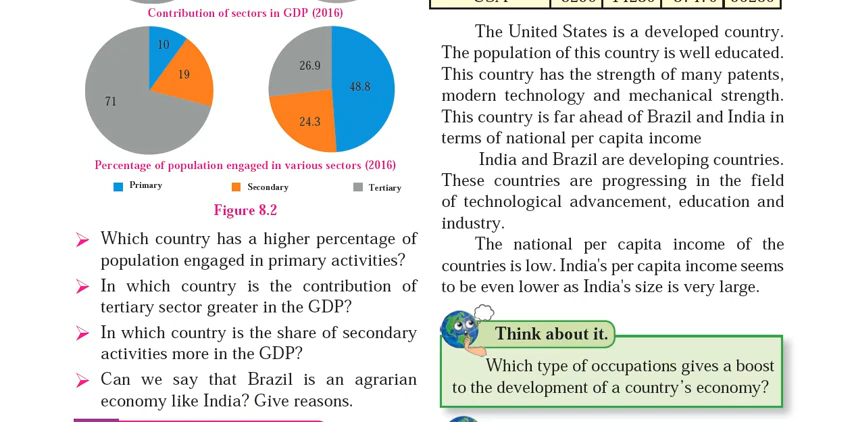 Contribution of sectors in GDP (2016)
10
19
71
26.9
48.8
24.3
Percentage of population engaged in various sectors (2016)
Primary
Secondary
Tertiary
Figure 8.2
Which country has a higher percentage of
population engaged in primary activities?
In which country is the contribution of
tertiary sector greater in the GDP?
In which country is the share of secondary
activities more in the GDP?
Can we say that Brazil is an agrarian
economy like India? Give reasons.
The United States is a developed country.
The population of this country is well educated.
This country has the strength of many patents,
modern technology and mechanical strength.
This country is far ahead of Brazil and India in
terms of national per capita income
India and Brazil are developing countries.
These countries are progressing in the field
of technological advancement, education and
industry.
The national per capita income of the
countries is low. India's per capita income seems
to be even lower as India's size is very large.
Think about it.
Which type of occupations gives a boost
to the development of a country's economy?